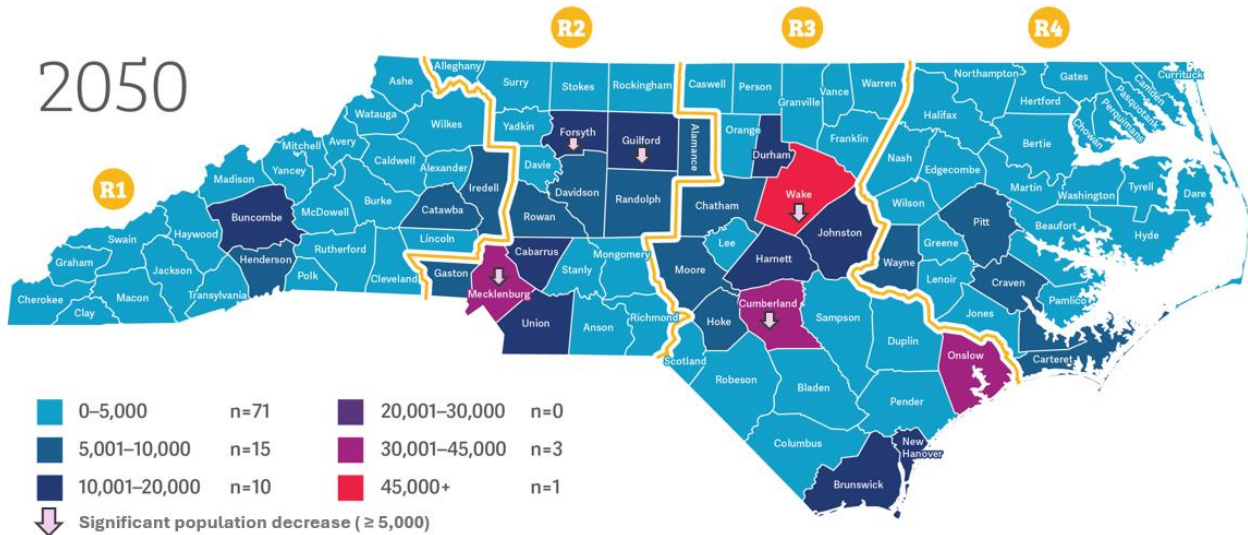 2050
R1
R2
R3
R4
Ashe
Alleghany
Surry
Stokes
Rockingham
Caswell
Person
Granville
Vance
Warren
Northampton
Gates
Currituck
Camden
Pasquotank
Perquimans
Chowan
Hertford
Halifax
Bertie
Watauga
Wilkes
Yadkin
Forsyth
Guilford
Alamance
Orange
Durham
Franklin
Nash
Edgecombe
Martin
Washington
Tyrrell
Dare
Mitchell
Avery
Yancey
Madison
Caldwell
Alexander
Iredell
Davie
Davidson
Randolph
Chatham
Wake
Johnston
Wilson
Pitt
Beaufort
Hyde
Buncombe
McDowell
Burke
Catawba
Rowan
Lee
Harnett
Wayne
Greene
Lenoir
Craven
Pamlico
Haywood
Swain
Graham
Jackson
Henderson
Rutherford
Polk
Cleveland
Lincoln
Gaston
Mecklenburg
Cabarrus
Stanly
Montgomery
Moore
Cumberland
Sampson
Duplin
Jones
Onslow
Carteret
Cherokee
Clay
Macon
Transylvania
Union
Anson
Richmond
Scotland
Hoke
Robeson
Bladen
Pender
Columbus
New
Hanover
Brunswick
0–5,000 n=71
5,001–10,000 n=15
10,001–20,000 n=10
20,001–30,000 n=0
30,001–45,000 n=3
45,000+ n=1
Significant population decrease ( ≥ 5,000)